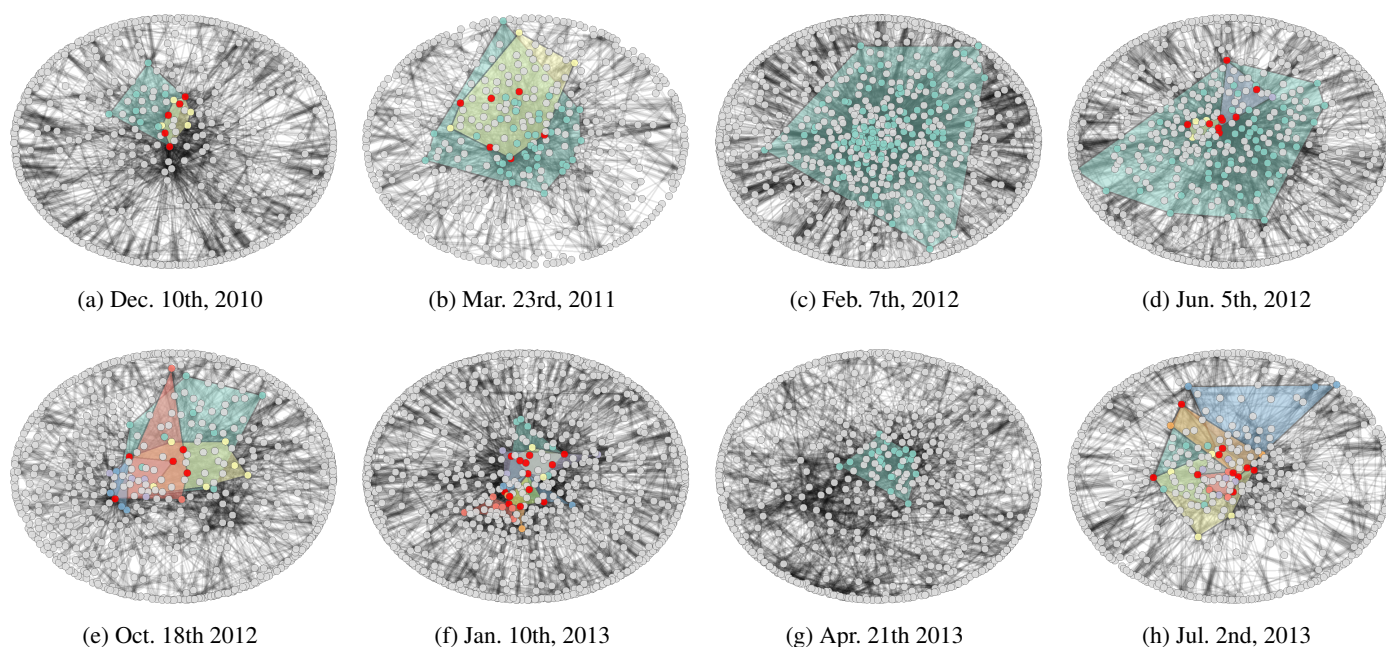 (a) Dec. 10th, 2010
(b) Mar. 23rd, 2011
(c) Feb. 7th, 2012
(d) Jun. 5th, 2012
(e) Oct. 18th 2012
(f) Jan. 10th, 2013
(g) Apr. 21th 2013
(h) Jul. 2nd, 2013